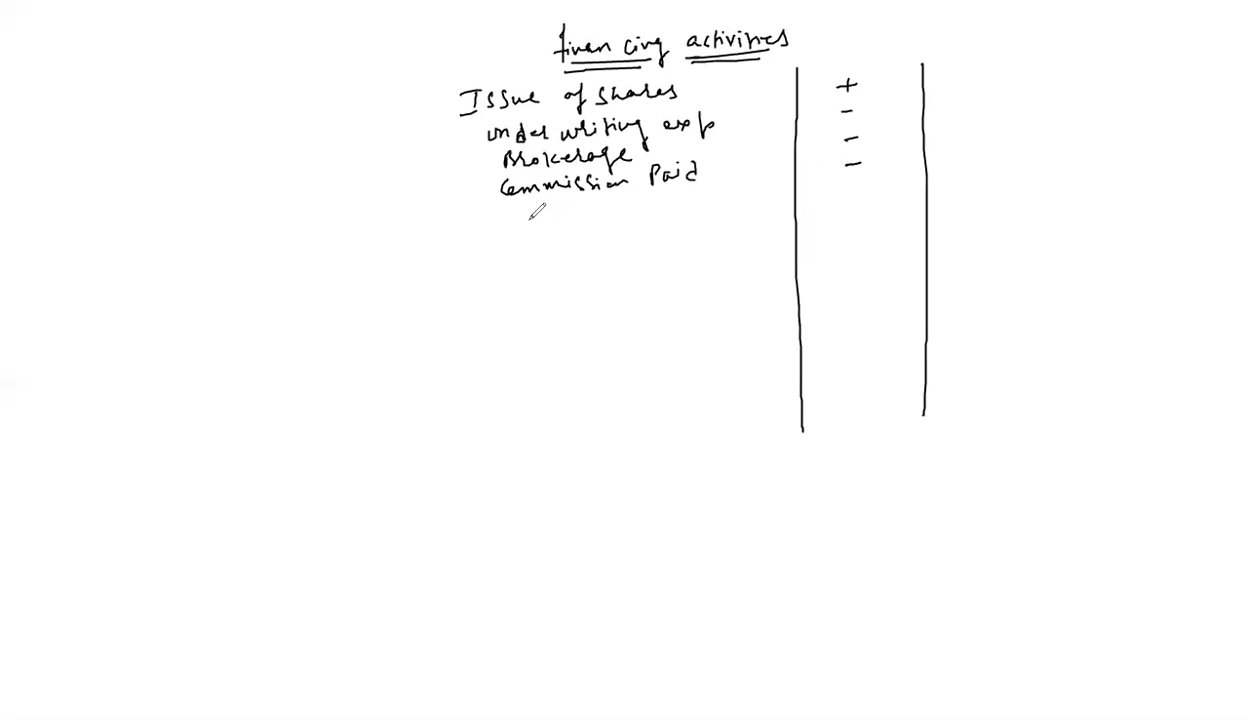 financing activities
Issue of shares +
underwriting exp -
Brokerage -
Commission Paid -